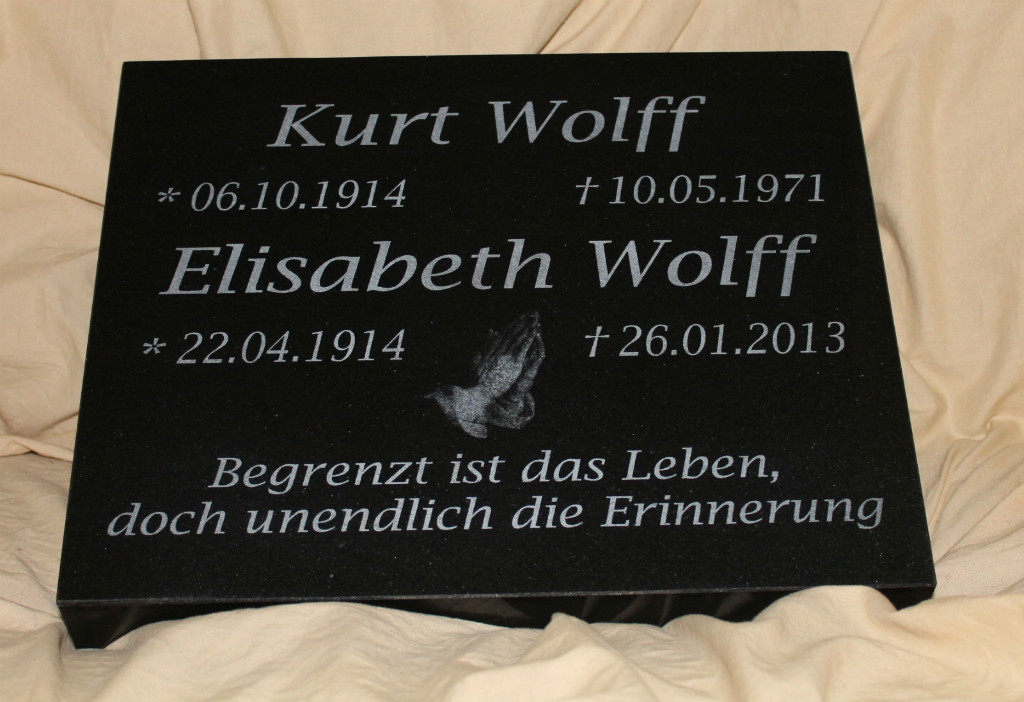 Kurt Wolff
* 06.10.1914 † 10.05.1971
Elisabeth Wolff
* 22.04.1914 † 26.01.2013
Begrenzt ist das Leben,
doch unendlich die Erinnerung